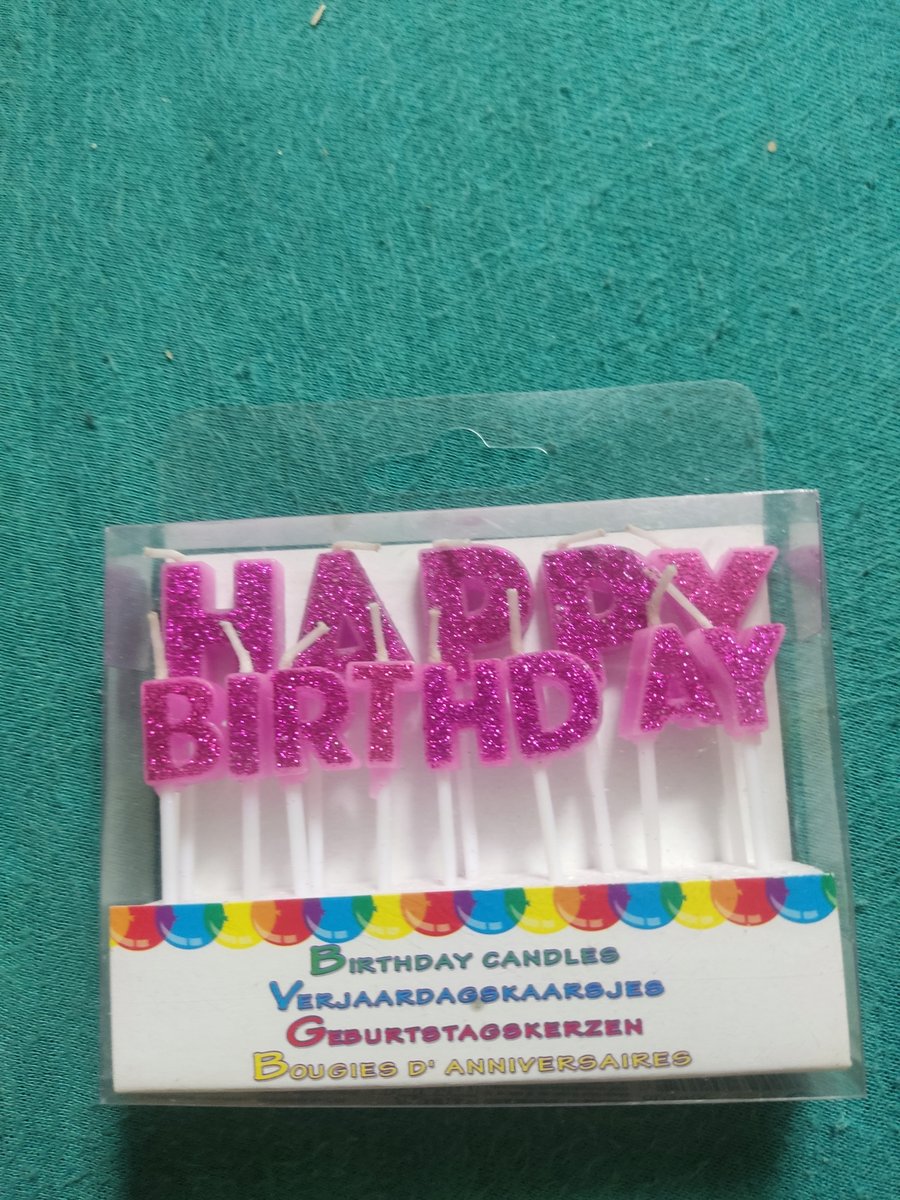 HAPPY
BIRTHDAY
BIRTHDAY CANDLES
VERJAARDAGSKAARSJES
GEBURTSTAGSKERZEN
BOUGIES D' ANNIVERSAIRES